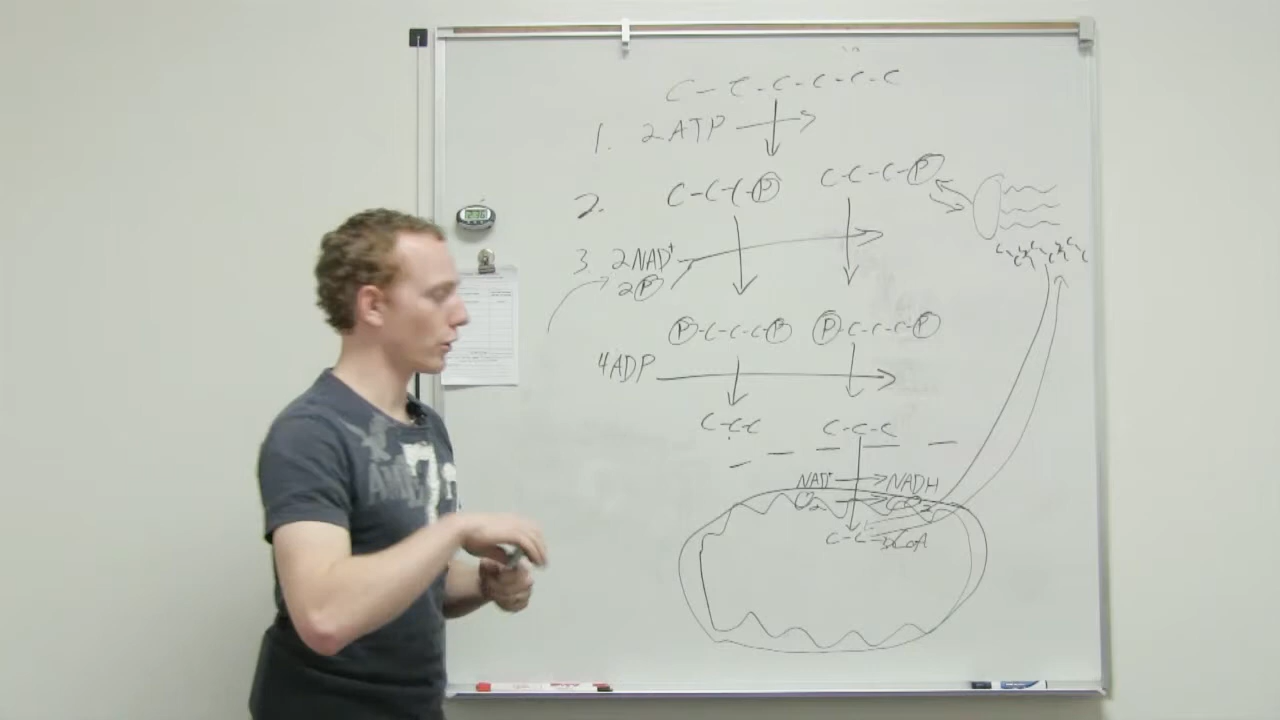 C-C-C-C-C-C
1. 2ATP
2. C-C-C-P C-C-C-P
3. 2NAD+
2P
P-C-C-C-P P-C-C-C-P
4ADP
C-C-C C-C-C
NAD+ NADH
O2 CO2
C-C-CoA